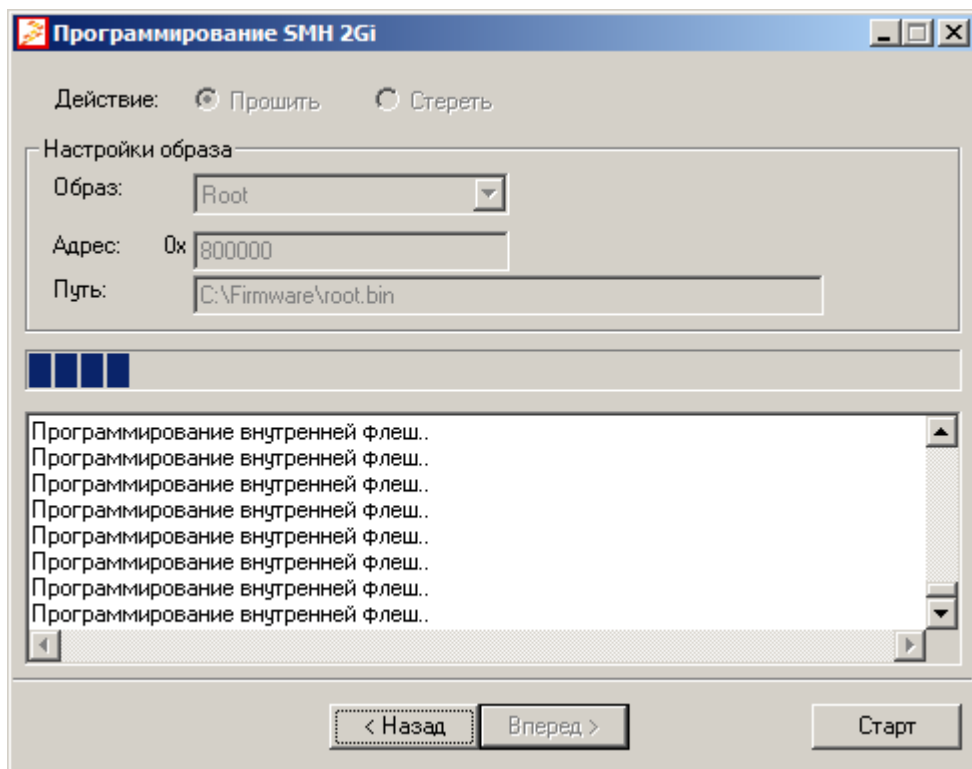 Программирование SMH 2Gi
Действие: Прошить Стереть
Настройки образа
Образ: Root
Адрес: 0x 800000
Путь: C:\Firmware\root.bin
Программирование внутренней флеш..
Программирование внутренней флеш..
Программирование внутренней флеш..
Программирование внутренней флеш..
Программирование внутренней флеш..
Программирование внутренней флеш..
Программирование внутренней флеш..
Программирование внутренней флеш..
< Назад Вперед > Старт